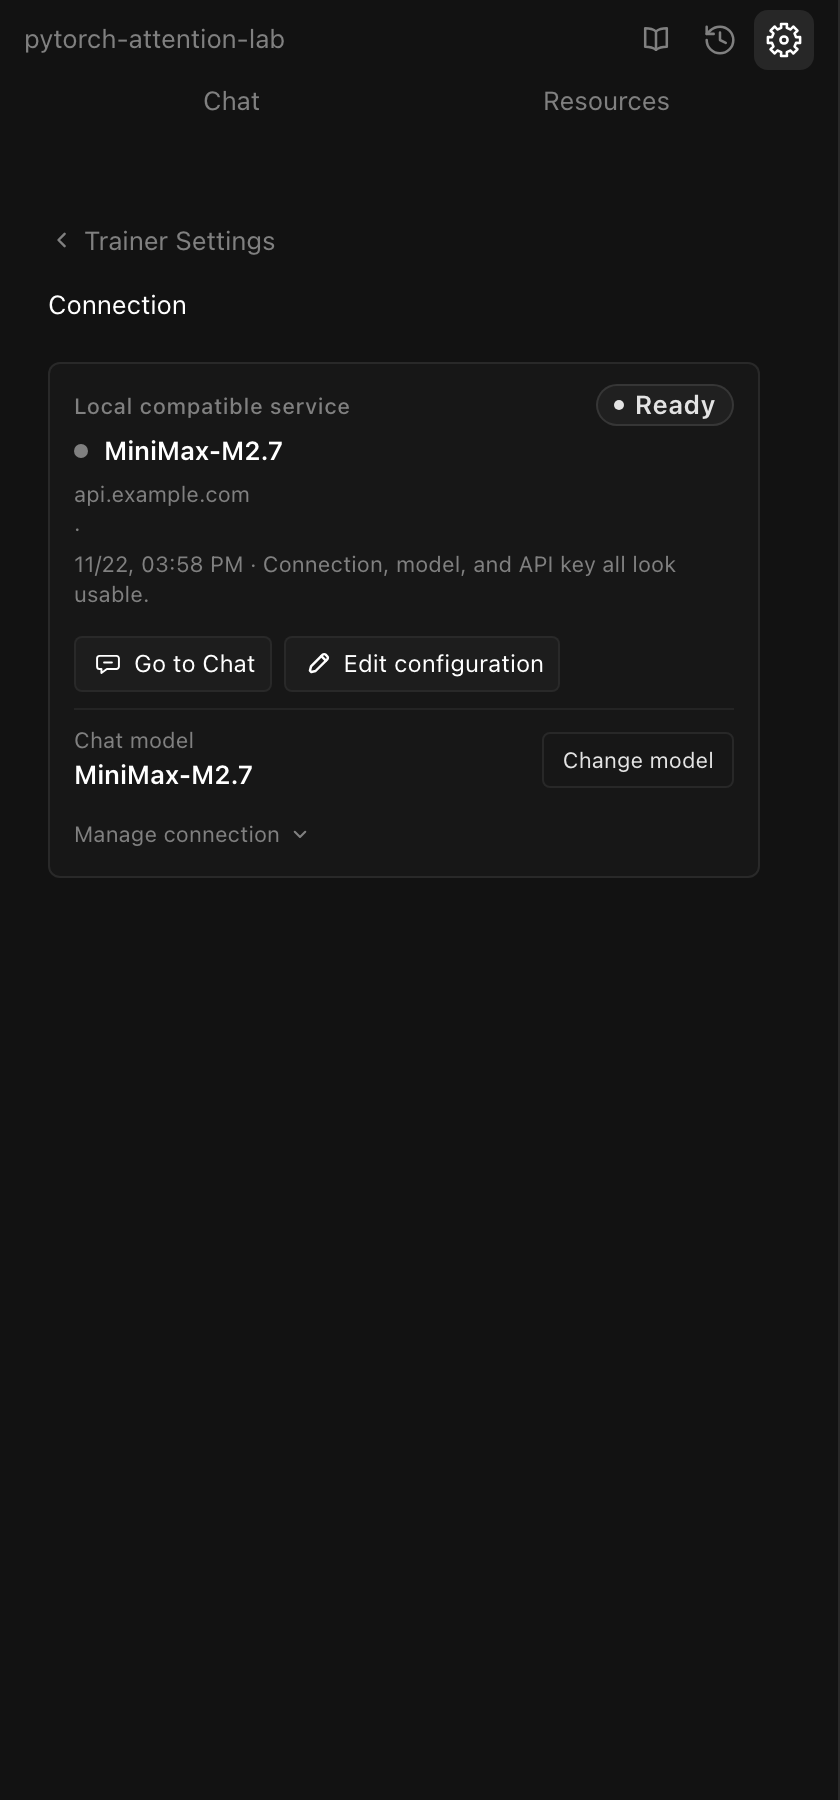 pytorch-attention-lab
Chat
Resources
Trainer Settings
Connection
Local compatible service
Ready
MiniMax-M2.7
api.example.com
·
11/22, 03:58 PM · Connection, model, and API key all look
usable.
Go to Chat
Edit configuration
Chat model
MiniMax-M2.7
Change model
Manage connection